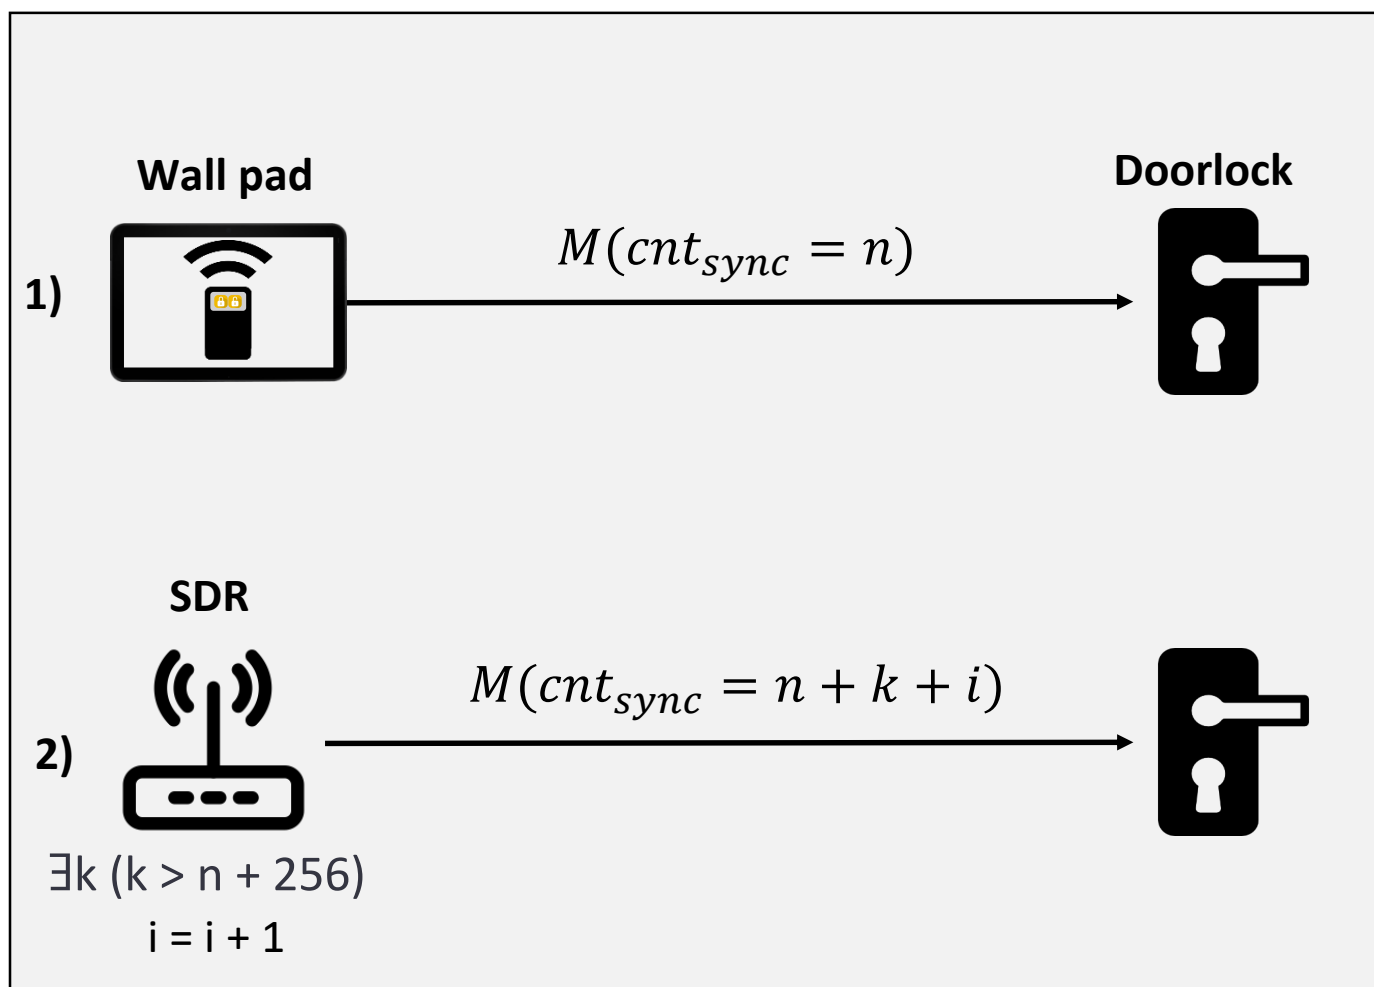 Wall pad
Doorlock
1)
M(cnt_sync = n)
SDR
M(cnt_sync = n + k + i)
2)
∃k (k > n + 256)
i = i + 1